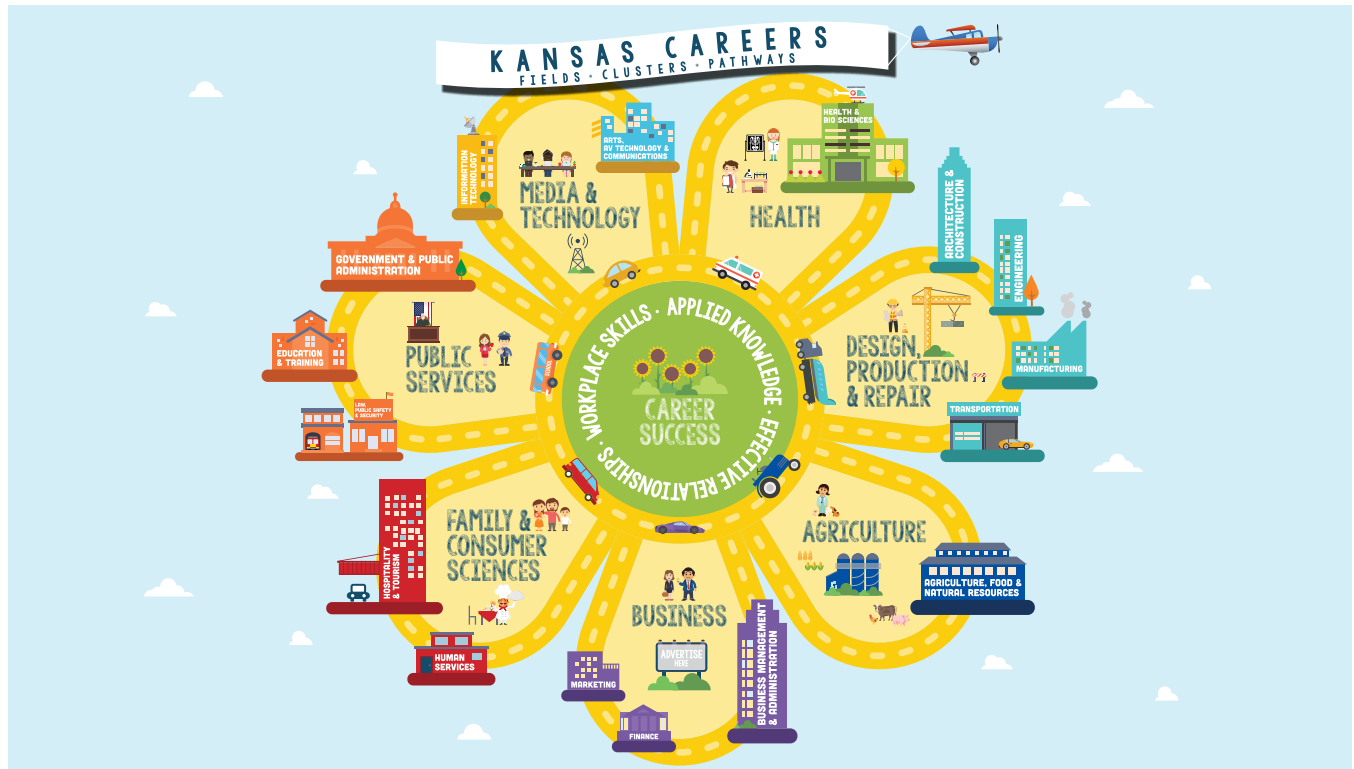 KANSAS CAREERS
FIELDS · CLUSTERS · PATHWAYS
INFORMATION
TECHNOLOGY
ARTS,
AV TECHNOLOGY &
COMMUNICATIONS
MEDIA &
TECHNOLOGY
HEALTH &
BIO SCIENCES
HEALTH
ARCHITECTURE &
CONSTRUCTION
ENGINEERING
MANUFACTURING
TRANSPORTATION
DESIGN,
PRODUCTION
& REPAIR
GOVERNMENT & PUBLIC
ADMINISTRATION
EDUCATION
& TRAINING
LAW,
PUBLIC SAFETY
& SECURITY
PUBLIC
SERVICES
WORKPLACE SKILLS · APPLIED KNOWLEDGE · EFFECTIVE RELATIONSHIPS ·
CAREER
SUCCESS
FAMILY &
CONSUMER
SCIENCES
HOSPITALITY
& TOURISM
HUMAN
SERVICES
AGRICULTURE
AGRICULTURE, FOOD &
NATURAL RESOURCES
BUSINESS
ADVERTISE
HERE
MARKETING
FINANCE
BUSINESS MANAGEMENT
& ADMINISTRATION